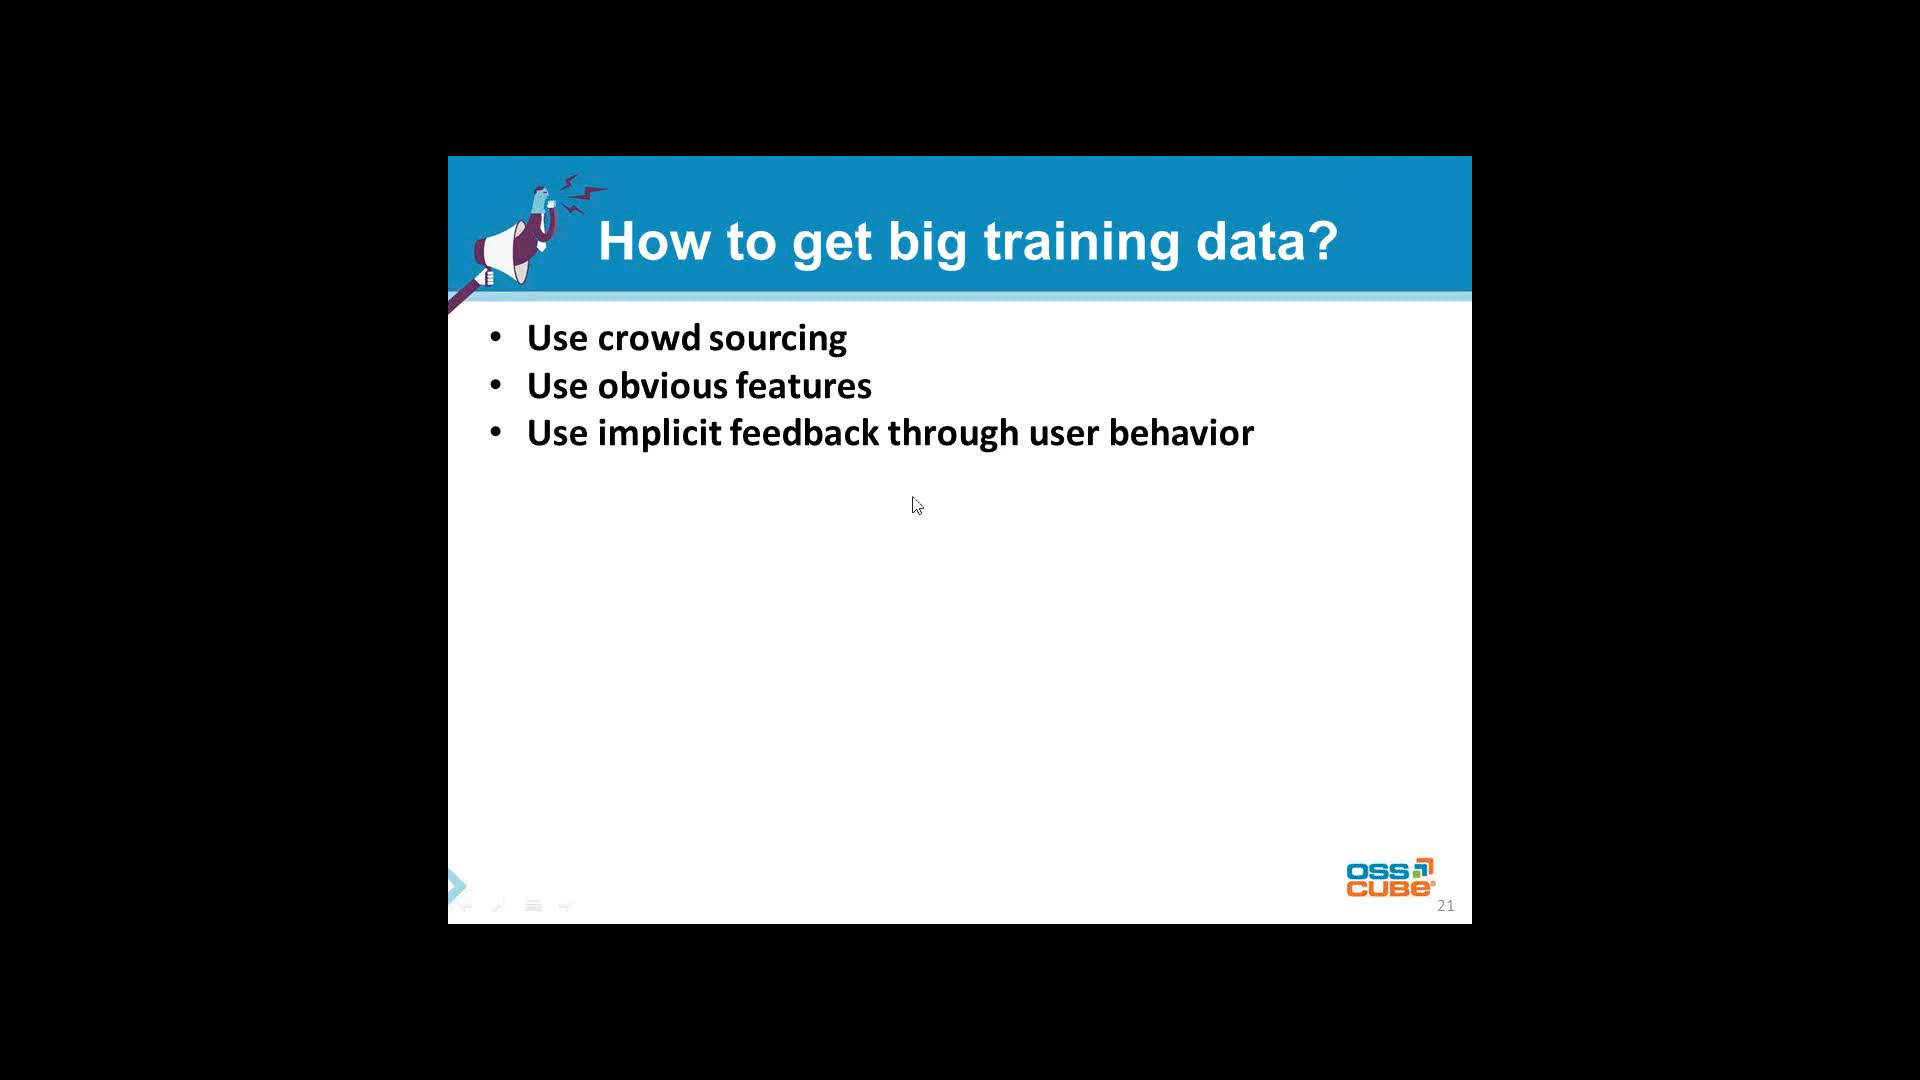 How to get big training data?
• Use crowd sourcing
• Use obvious features
• Use implicit feedback through user behavior
OSS
CUBE
21